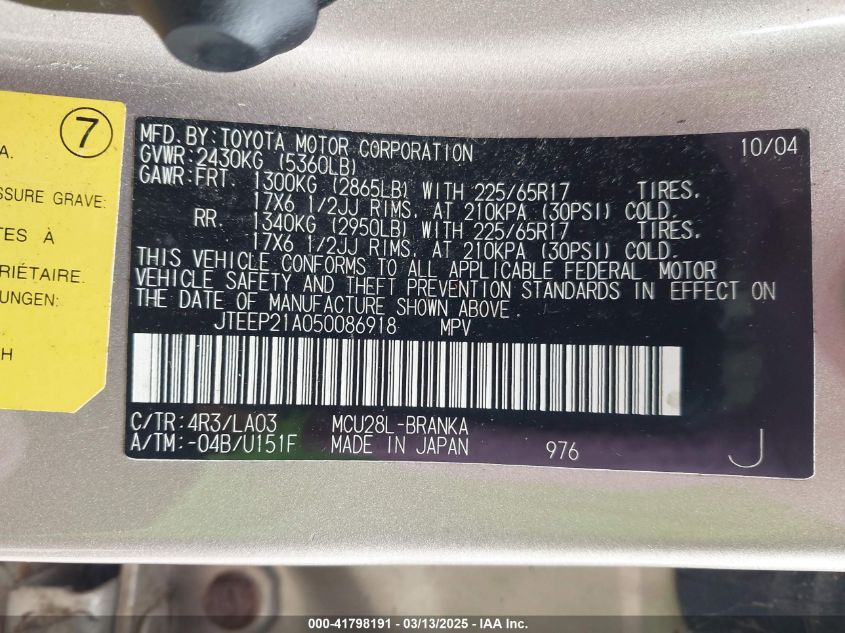 7
A.
SSURE GRAVE:
TES À
PRIÉTAIRE.
UNGEN:
H
MFD.BY:TOYOTA MOTOR CORPORATION 10/04
GVWR:2430KG (5360LB)
GAWR:FRT. 1300KG (2865LB) WITH 225/65R17 TIRES.
17X6 1/2JJ RIMS, AT 210KPA (30PSI) COLD.
RR. 1340KG (2950LB) WITH 225/65R17 TIRES.
17X6 1/2JJ RIMS, AT 210KPA (30PSI) COLD.
THIS VEHICLE CONFORMS TO ALL APPLICABLE FEDERAL MOTOR
VEHICLE SAFETY AND THEFT PREVENTION STANDARDS IN EFFECT ON
THE DATE OF MANUFACTURE SHOWN ABOVE.
JTEEP21A050086918 MPV
C/TR:4R3/LA03 MCU28L-BRANKA
A/TM:-04B/U151F MADE IN JAPAN 976 J
000-41798191 - 03/13/2025 - IAA